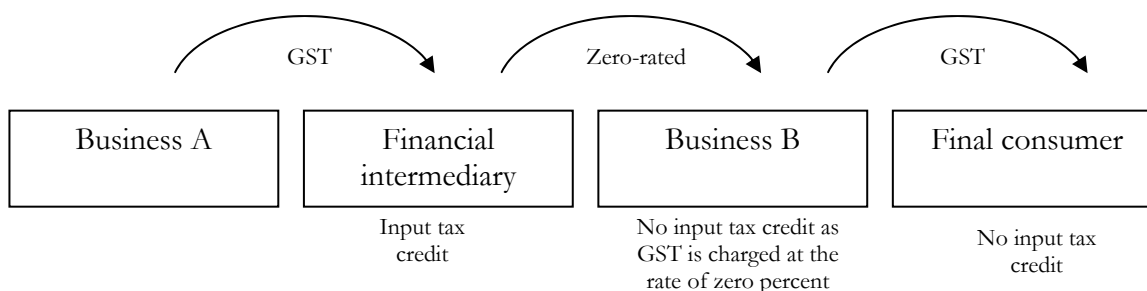 GST
Zero-rated
GST
Business A
Financial
intermediary
Business B
Final consumer
Input tax
credit
No input tax credit as
GST is charged at the
rate of zero percent
No input tax
credit